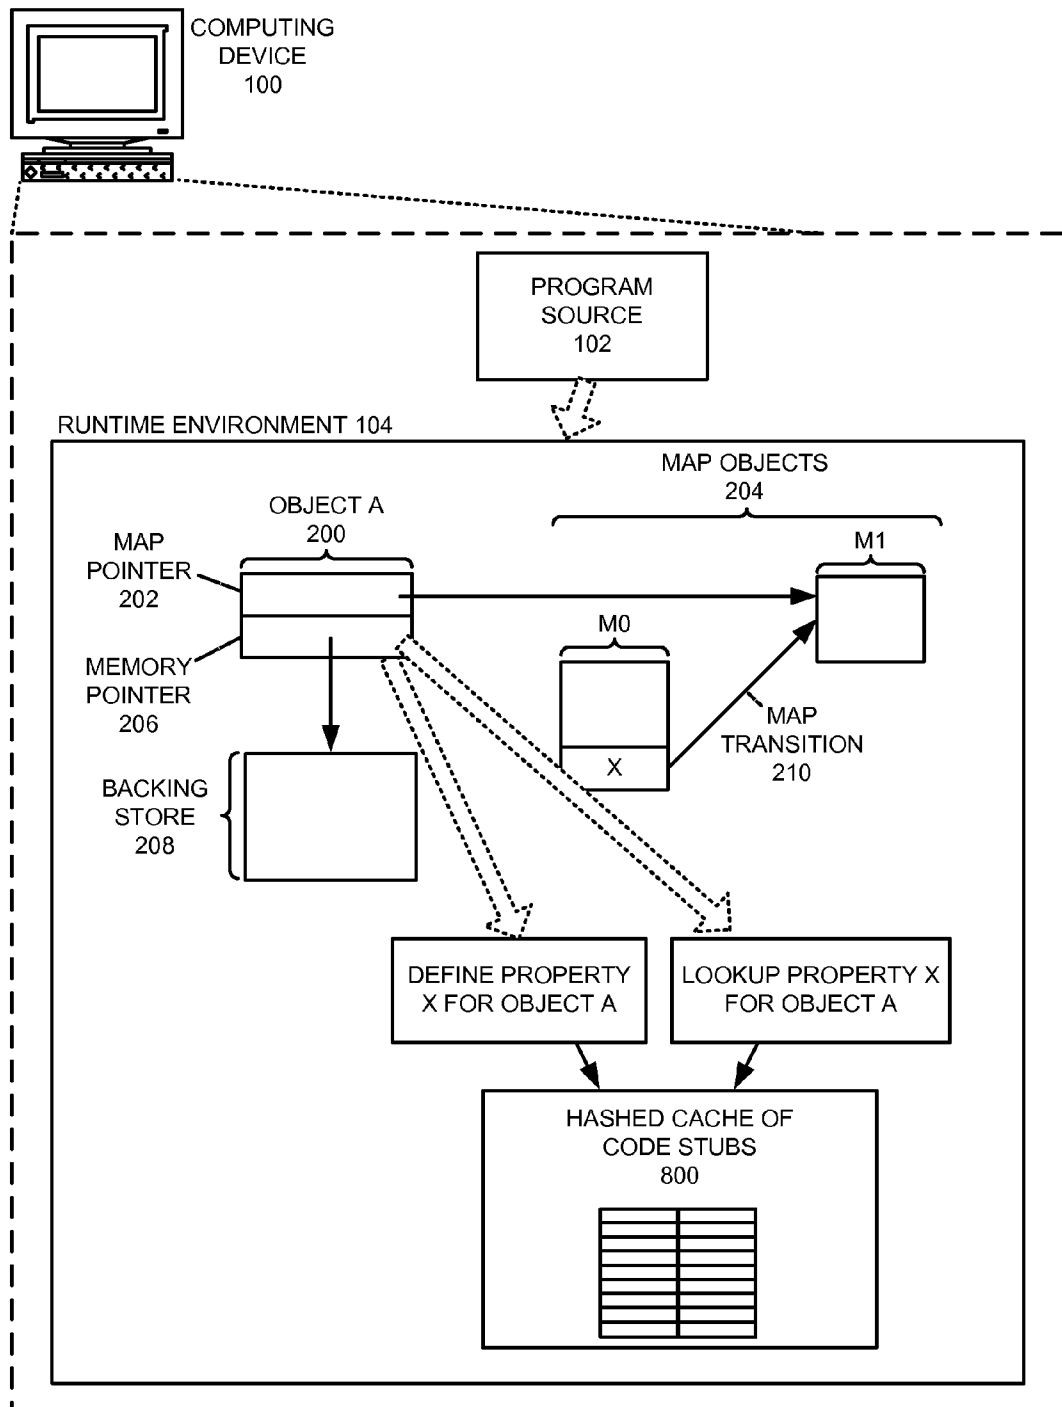 COMPUTING
DEVICE
100
PROGRAM
SOURCE
102
RUNTIME ENVIRONMENT 104
MAP OBJECTS
204
OBJECT A
200
MAP
POINTER
202
M1
M0
MEMORY
POINTER
206
MAP
TRANSITION
210
X
BACKING
STORE
208
DEFINE PROPERTY
X FOR OBJECT A
LOOKUP PROPERTY X
FOR OBJECT A
HASHED CACHE OF
CODE STUBS
800